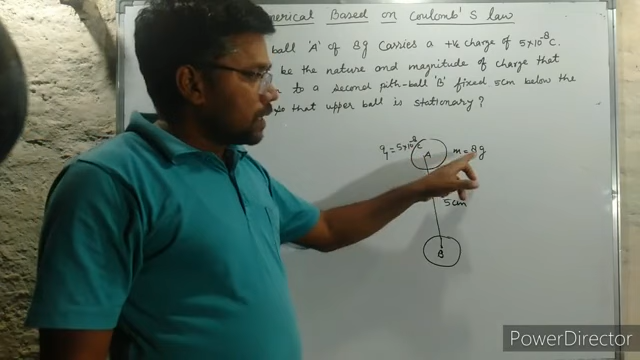 erical Based on Coulomb's law
ball 'A' of 8g carries a +ve charge of 5×10⁻⁸C.
be the nature and magnitude of charge that
to a second pith-ball 'B' fixed 5cm below the
so that upper ball is stationary?
q₁=5×10⁻⁸C
A
m=8g
5cm
B
PowerDirector